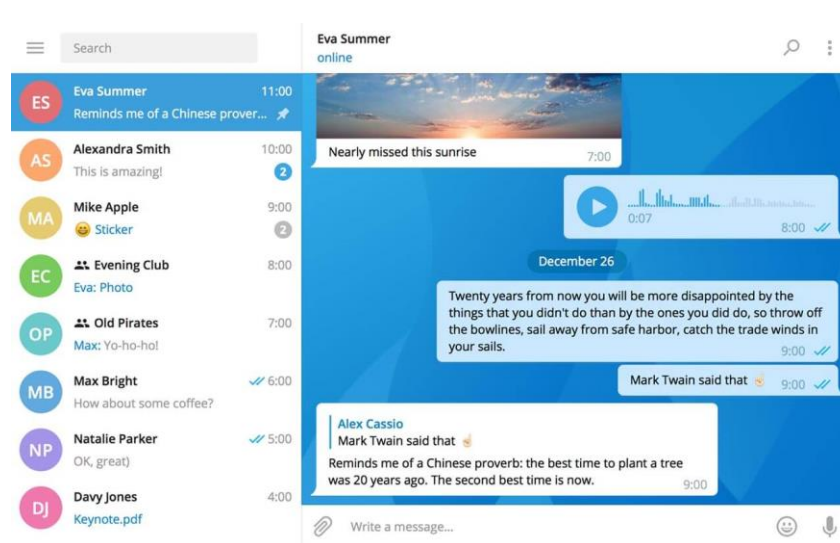 Search
ES
Eva Summer
11:00
Reminds me of a Chinese prover...
AS
Alexandra Smith
10:00
This is amazing!
2
MA
Mike Apple
9:00
Sticker
2
EC
Evening Club
8:00
Eva: Photo
OP
Old Pirates
7:00
Max: Yo-ho-ho!
MB
Max Bright
6:00
How about some coffee?
NP
Natalie Parker
5:00
OK, great)
DJ
Davy Jones
4:00
Keynote.pdf
Eva Summer
online
Nearly missed this sunrise
7:00
0:07
8:00
December 26
Twenty years from now you will be more disappointed by the
things that you didn't do than by the ones you did do, so throw off
the bowlines, sail away from safe harbor, catch the trade winds in
your sails.
9:00
Mark Twain said that ☝🏻
9:00
Alex Cassio
Mark Twain said that ☝🏻
Reminds me of a Chinese proverb: the best time to plant a tree
was 20 years ago. The second best time is now.
9:00
Write a message...